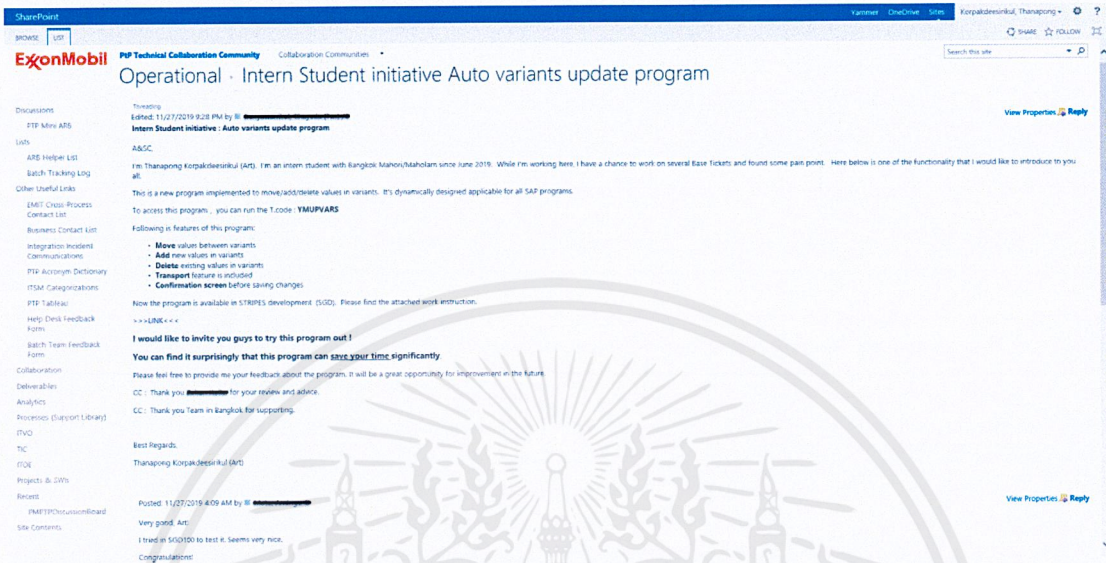 SharePoint
Yammer OneDrive Sites Korpakdeesinkul, Thanapong ?
BROWSE LIST SHARE FOLLOW
ExxonMobil
PtP Technical Collaboration Community Collaboration Communities
Search this site
Operational - Intern Student initiative Auto variants update program
Discussions
PTP Mini ARB
Lists
ARB Helper List
Batch Tracking Log
Other Useful Links
EMIT Cross-Process
Contact List
Business Contact List
Integration Incident
Communications
PTP Acronym Dictionary
ITSM Categorizations
PTP Tableau
Help Desk Feedback
Form
Batch Team Feedback
Form
Collaboration
Deliverables
Analytics
Processes (Support Library)
ITVO
TIC
ITOE
Projects & SWs
Recent
PMPTPDiscussionBoard
Site Contents
Threading
Edited: 11/27/2019 9:28 PM by
View Properties Reply
Intern Student initiative : Auto variants update program
A&SC,
I'm Thanapong Korpakdeesirikul (Art). I'm an intern student with Bangkok Mahori/Maholarn since June 2019. While I'm working here, I have a chance to work on several Base Tickets and found some pain point. Here below is one of the functionality that I would like to introduce to you
all.
This is a new program implemented to move/add/delete values in variants. It's dynamically designed applicable for all SAP programs.
To access this program , you can run the T.code : YMUPVARS
Following is features of this program:
• Move values between variants
• Add new values in variants
• Delete existing values in variants
• Transport feature is included
• Confirmation screen before saving changes
Now the program is available in STRIPES development (SGD). Please find the attached work instruction.
>>>LINK<<<
I would like to invite you guys to try this program out !
You can find it surprisingly that this program can save your time significantly.
Please feel free to provide me your feedback about the program. It will be a great opportunity for improvement in the future.
CC : Thank you for your review and advice.
CC : Thank you Team in Bangkok for supporting.
Best Regards,
Thanapong Korpakdeesirikul (Art)
Posted: 11/27/2019 4:09 AM by
View Properties Reply
Very good, Art!
I tried in SGD100 to test it. Seems very nice.
Congratulations!